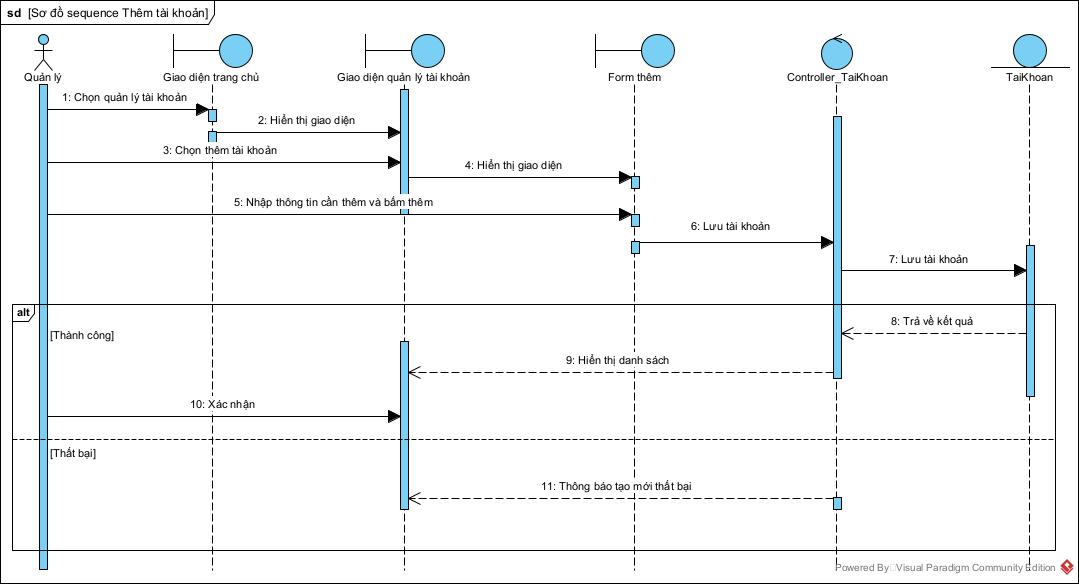 sd [Sơ đồ sequence Thêm tài khoản]
Quản lý
Giao diện trang chủ
Giao diện quản lý tài khoản
Form thêm
Controller_TaiKhoan
TaiKhoan
1: Chọn quản lý tài khoản
2: Hiển thị giao diện
3: Chọn thêm tài khoản
4: Hiển thị giao diện
5: Nhập thông tin cần thêm và bấm thêm
6: Lưu tài khoản
7: Lưu tài khoản
alt
8: Trả về kết quả
[Thành công]
9: Hiển thị danh sách
10: Xác nhận
[Thất bại]
11: Thông báo tạo mới thất bại
Powered By Visual Paradigm Community Edition